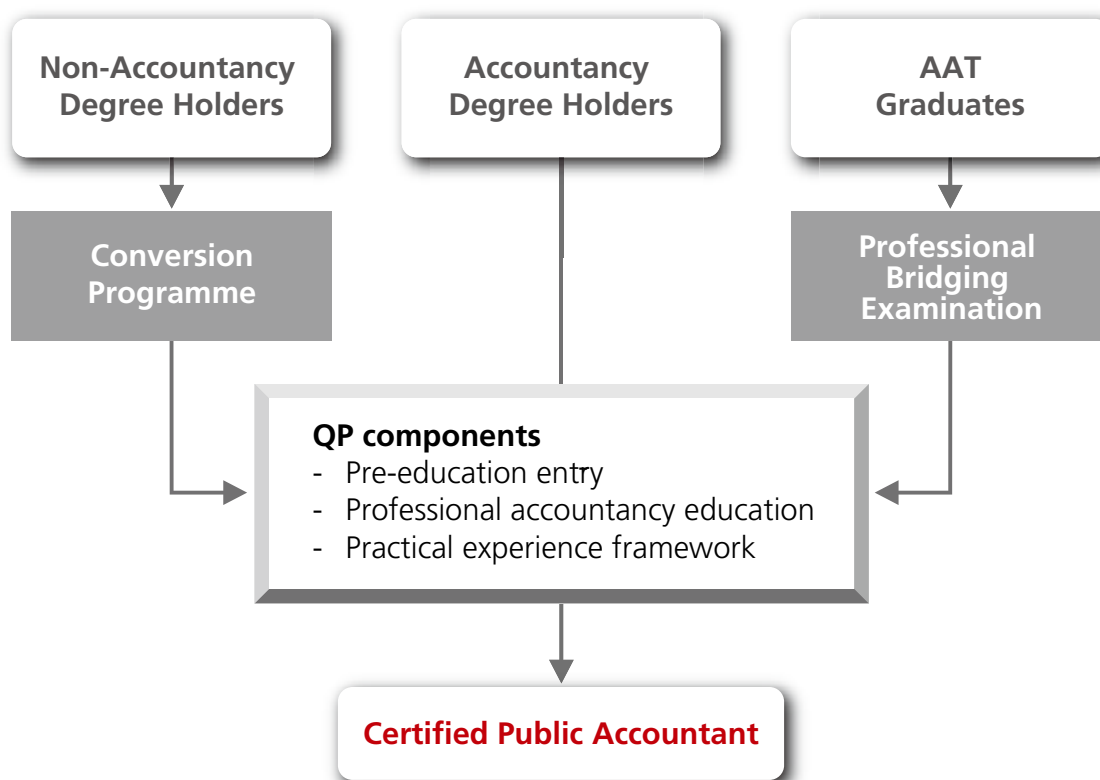 Non-Accountancy
Degree Holders
Accountancy
Degree Holders
AAT
Graduates
Conversion
Programme
Professional
Bridging
Examination
QP components
- Pre-education entry
- Professional accountancy education
- Practical experience framework
Certified Public Accountant